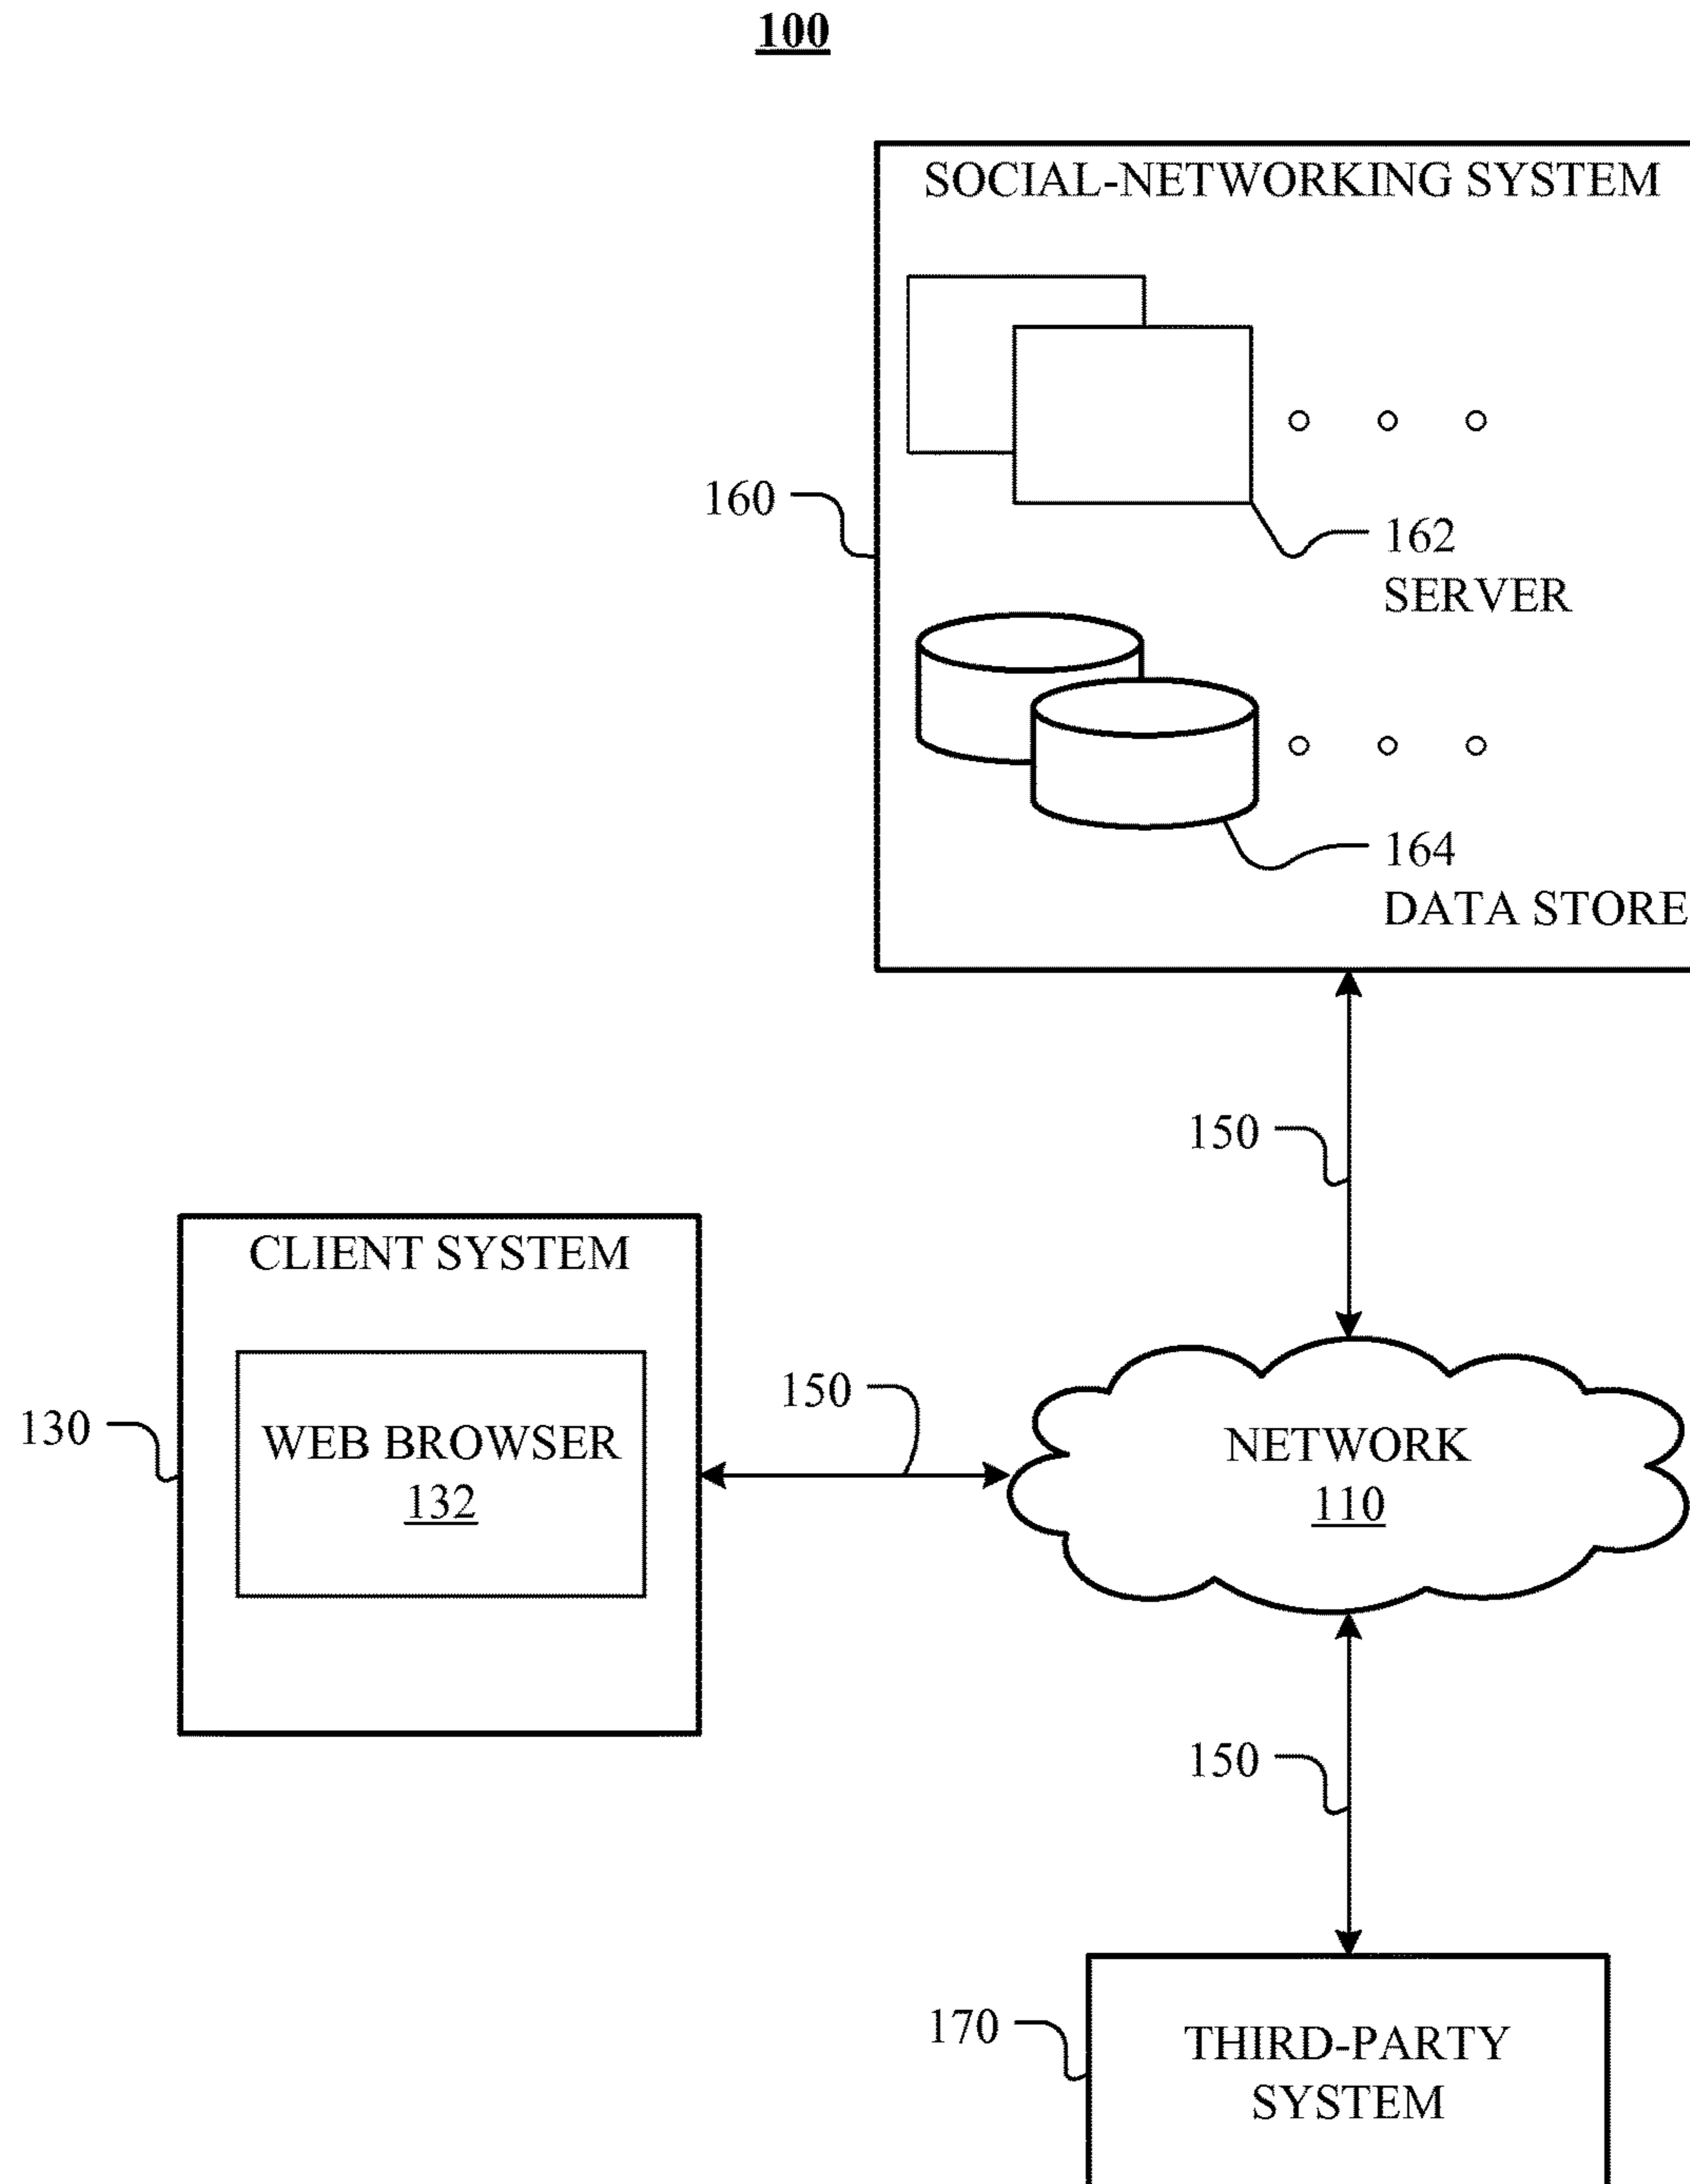 100
SOCIAL-NETWORKING SYSTEM
160
162
SERVER
164
DATA STORE
150
CLIENT SYSTEM
150
130
WEB BROWSER
132
NETWORK
110
150
170
THIRD-PARTY
SYSTEM